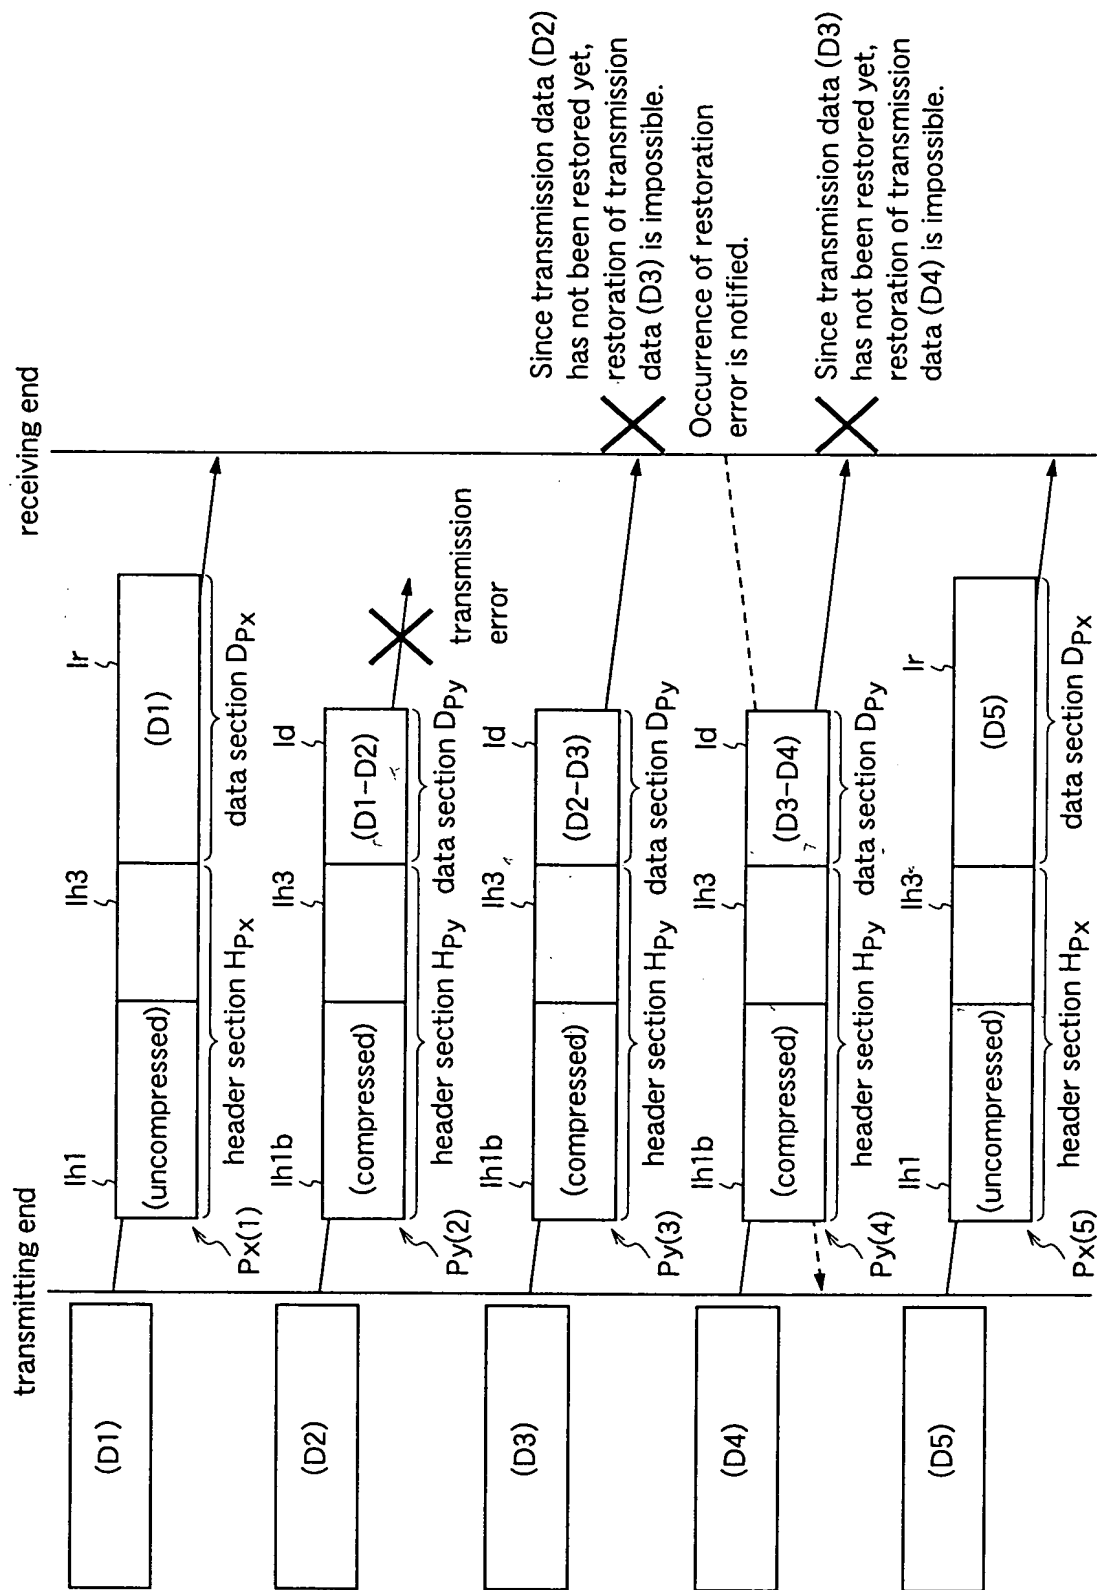 transmitting end
receiving end
(D1)
Px(1)
Ih1
Ih3
Ir
(uncompressed)
(D1)
header section HPx
data section DPx
(D2)
Py(2)
Ih1b
Ih3
Id
(compressed)
(D1-D2)
header section HPy
data section DPy
transmission
error
(D3)
Py(3)
Ih1b
Ih3
Id
(compressed)
(D2-D3)
header section HPy
data section DPy
Since transmission data (D2)
has not been restored yet,
restoration of transmission
data (D3) is impossible.
Occurrence of restoration
error is notified.
(D4)
Py(4)
Ih1b
Ih3
Id
(compressed)
(D3-D4)
header section HPy
data section DPy
Since transmission data (D3)
has not been restored yet,
restoration of transmission
data (D4) is impossible.
(D5)
Px(5)
Ih1
Ih3
Ir
(uncompressed)
(D5)
header section HPx
data section DPx